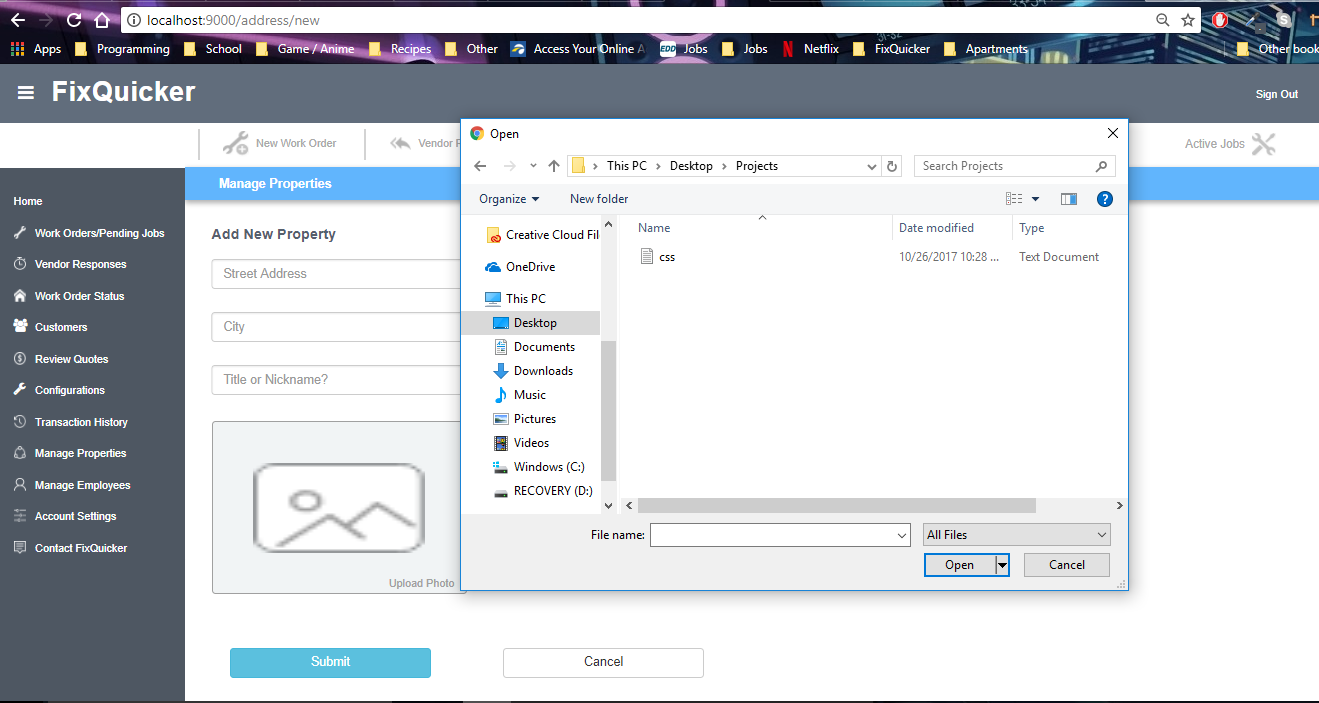 localhost:9000/address/new
Apps Programming School Game / Anime Recipes Other Access Your Online A EDD Jobs Jobs Netflix FixQuicker Apartments Other book
FixQuicker
Sign Out
New Work Order
Vendor
Active Jobs
Manage Properties
Home
Work Orders/Pending Jobs
Vendor Responses
Work Order Status
Customers
Review Quotes
Configurations
Transaction History
Manage Properties
Manage Employees
Account Settings
Contact FixQuicker
Add New Property
Street Address
City
Title or Nickname?
Upload Photo
Submit
Cancel
Open
This PC > Desktop > Projects
Search Projects
Organize
New folder
Creative Cloud Fil
OneDrive
This PC
Desktop
Documents
Downloads
Music
Pictures
Videos
Windows (C:)
RECOVERY (D:)
Name Date modified Type
css 10/26/2017 10:28 ... Text Document
File name:
All Files
Open
Cancel